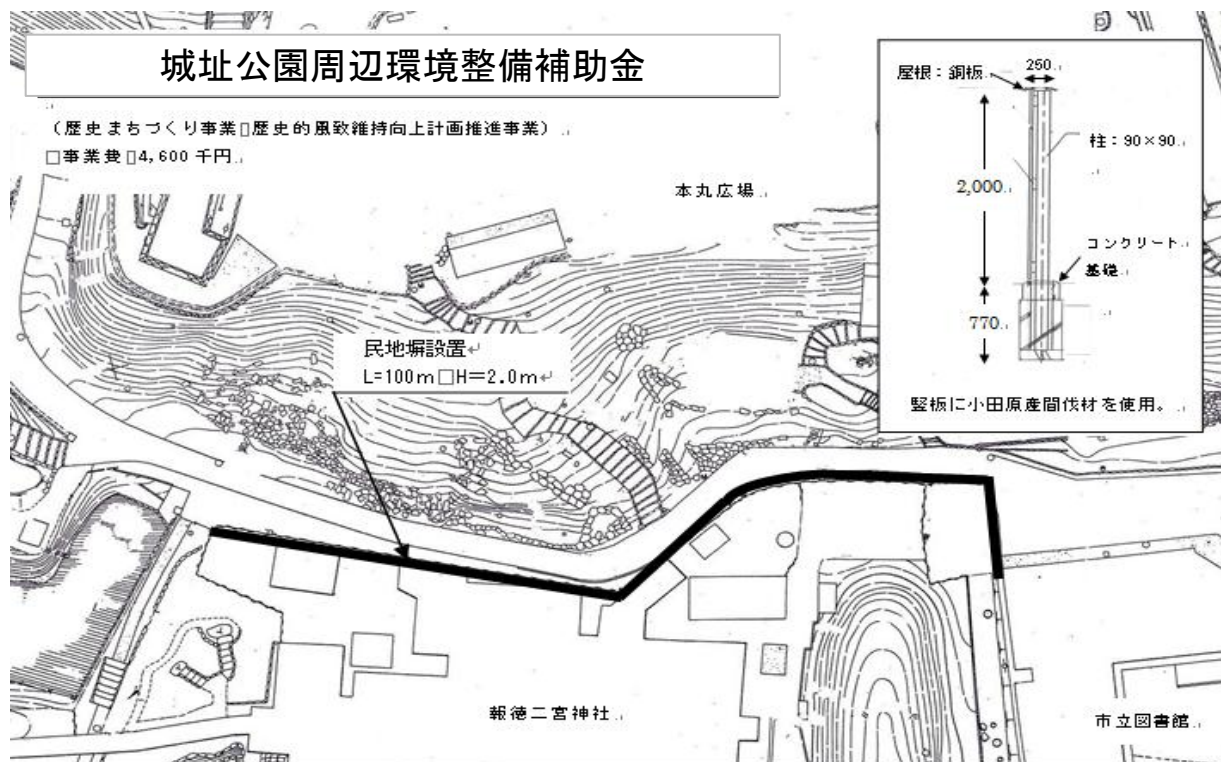 城址公園周辺環境整備補助金
（歴史まちづくり事業□歴史的風致維持向上計画推進事業）
□事業費□4,600 千円
本丸広場
民地塀設置↵
L=100m□H＝2.0m↵
報徳二宮神社
市立図書館
屋根：銅板
250
柱：90×90
2,000
コンクリート
基礎
770
竪板に小田原産間伐材を使用。